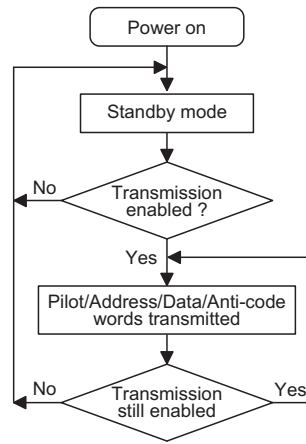 Power on
Standby mode
No
Transmission
enabled ?
Yes
Pilot/Address/Data/Anti-code
words transmitted
No
Transmission
still enabled
Yes